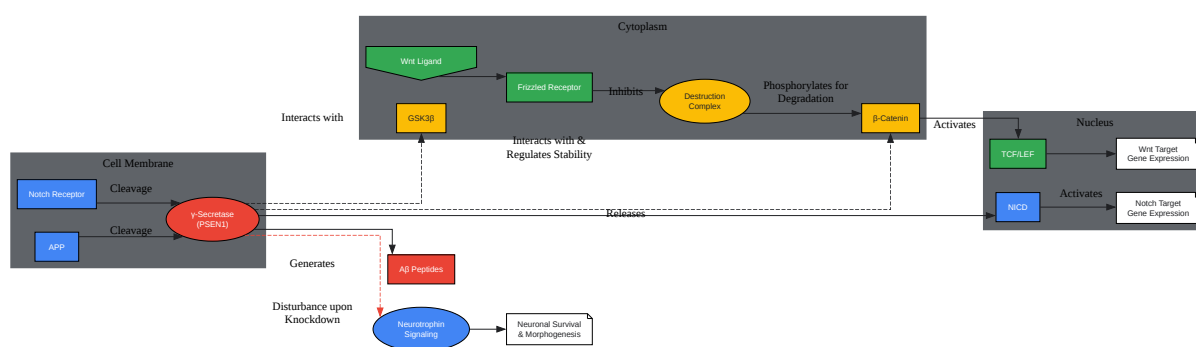 Cytoplasm
Wnt Ligand
Frizzled Receptor
Inhibits
Destruction
Complex
Phosphorylates for
Degradation
GSK3β
β-Catenin
Interacts with
Interacts with &
Regulates Stability
Activates
Nucleus
TCF/LEF
Wnt Target
Gene Expression
NICD
Activates
Notch Target
Gene Expression
Cell Membrane
Notch Receptor
Cleavage
γ-Secretase
(PSEN1)
APP
Cleavage
Releases
Generates
Aβ Peptides
Disturbance upon
Knockdown
Neurotrophin
Signaling
Neuronal Survival
& Morphogenesis